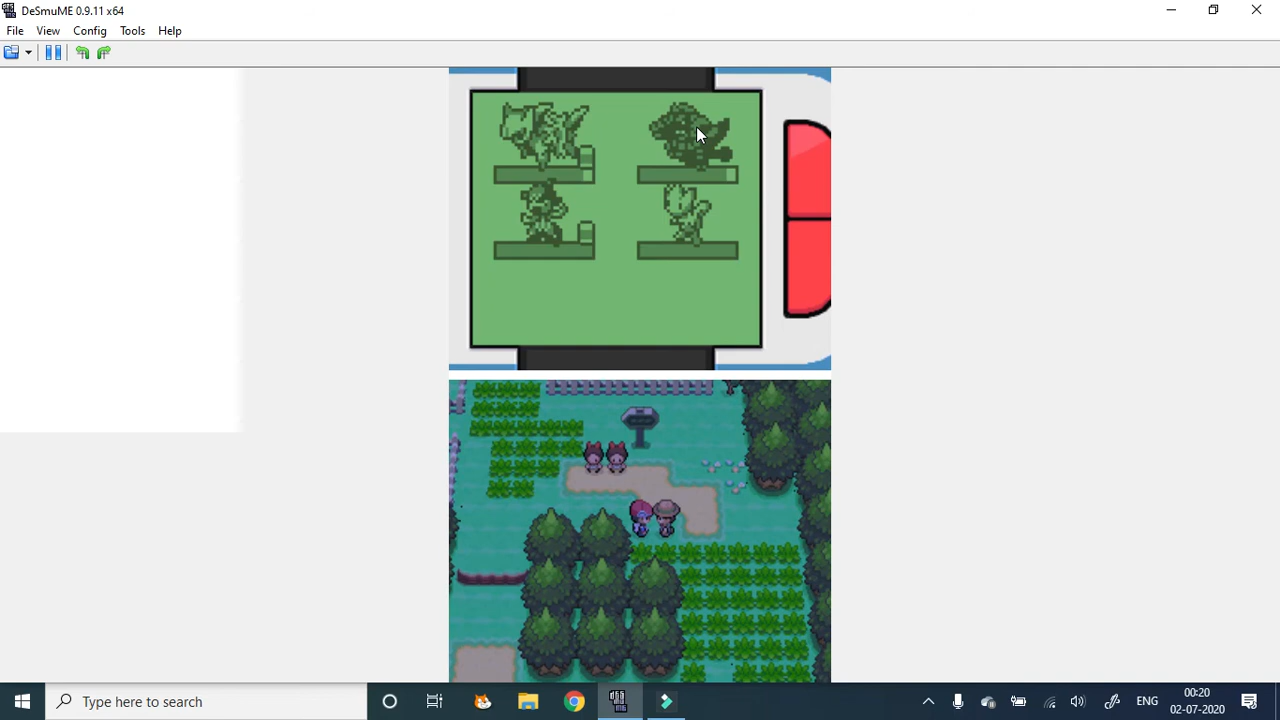 DeSmuME 0.9.11 x64
File View Config Tools Help
Type here to search
ENG
00:20
02-07-2020